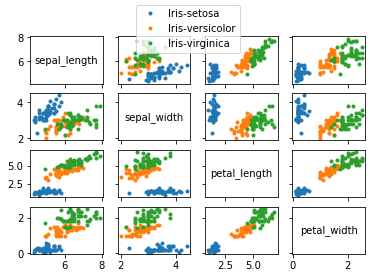 Iris-setosa
Iris-versicolor
Iris-virginica
8
6
sepal_length
4
2
sepal_width
5.0
2.5
petal_length
2
0
petal_width
6
8
2
4
2.5
5.0
0
2